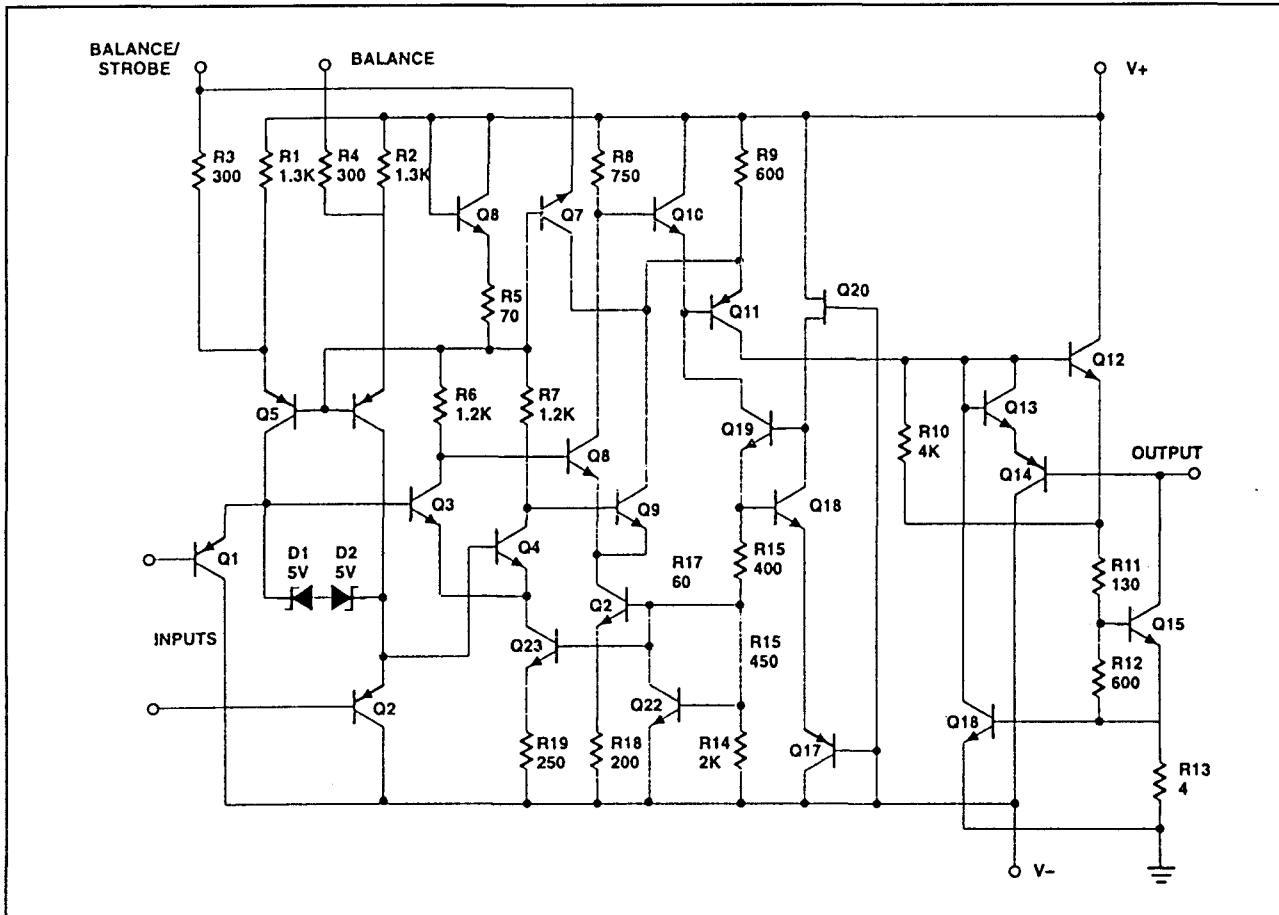 BALANCE/
STROBE
BALANCE
V+
R3
300
R1
1.3K
R4
300
R2
1.3K
Q8
Q7
R8
750
Q10
R9
600
R5
70
Q11
Q20
Q12
Q5
R6
1.2K
R7
1.2K
Q8
Q19
R10
4K
Q13
Q14
OUTPUT
Q3
Q9
Q18
Q1
D1
5V
D2
5V
Q4
R17
60
R15
400
R11
130
Q15
INPUTS
Q2
Q23
R15
450
R12
600
Q2
Q22
Q18
R19
250
R18
200
R14
2K
Q17
R13
4
V-